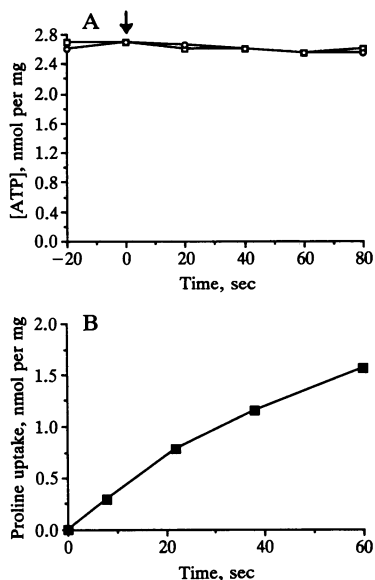 A
[ATP], nmol per mg
2.8
2.4
2.0
1.6
1.2
0.8
0.4
0.0
−20 0 20 40 60 80
Time, sec
B
Proline uptake, nmol per mg
2.0
1.5
1.0
0.5
0.0
0 20 40 60
Time, sec